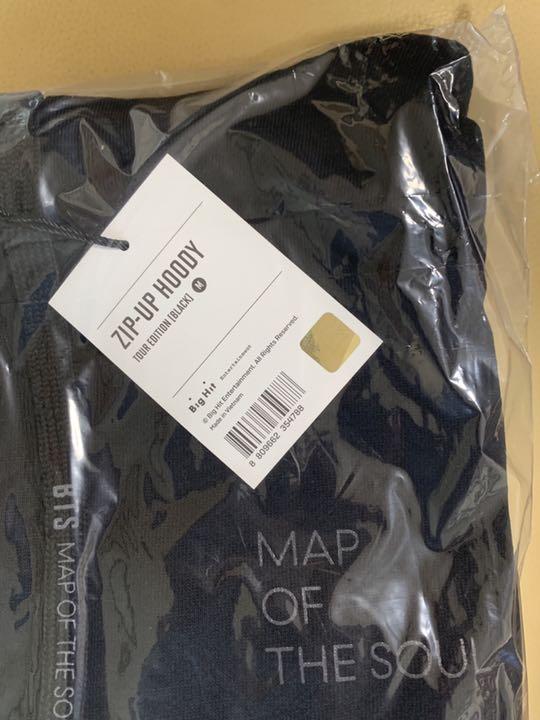 ZIP-UP HOODY
TOUR EDITION [BLACK] M
Big Hit Entertainment
© Big Hit Entertainment. All Rights Reserved.
Made in Vietnam
8 809662 354788
BTS MAP OF THE SO
MAP
OF
THE SOUL